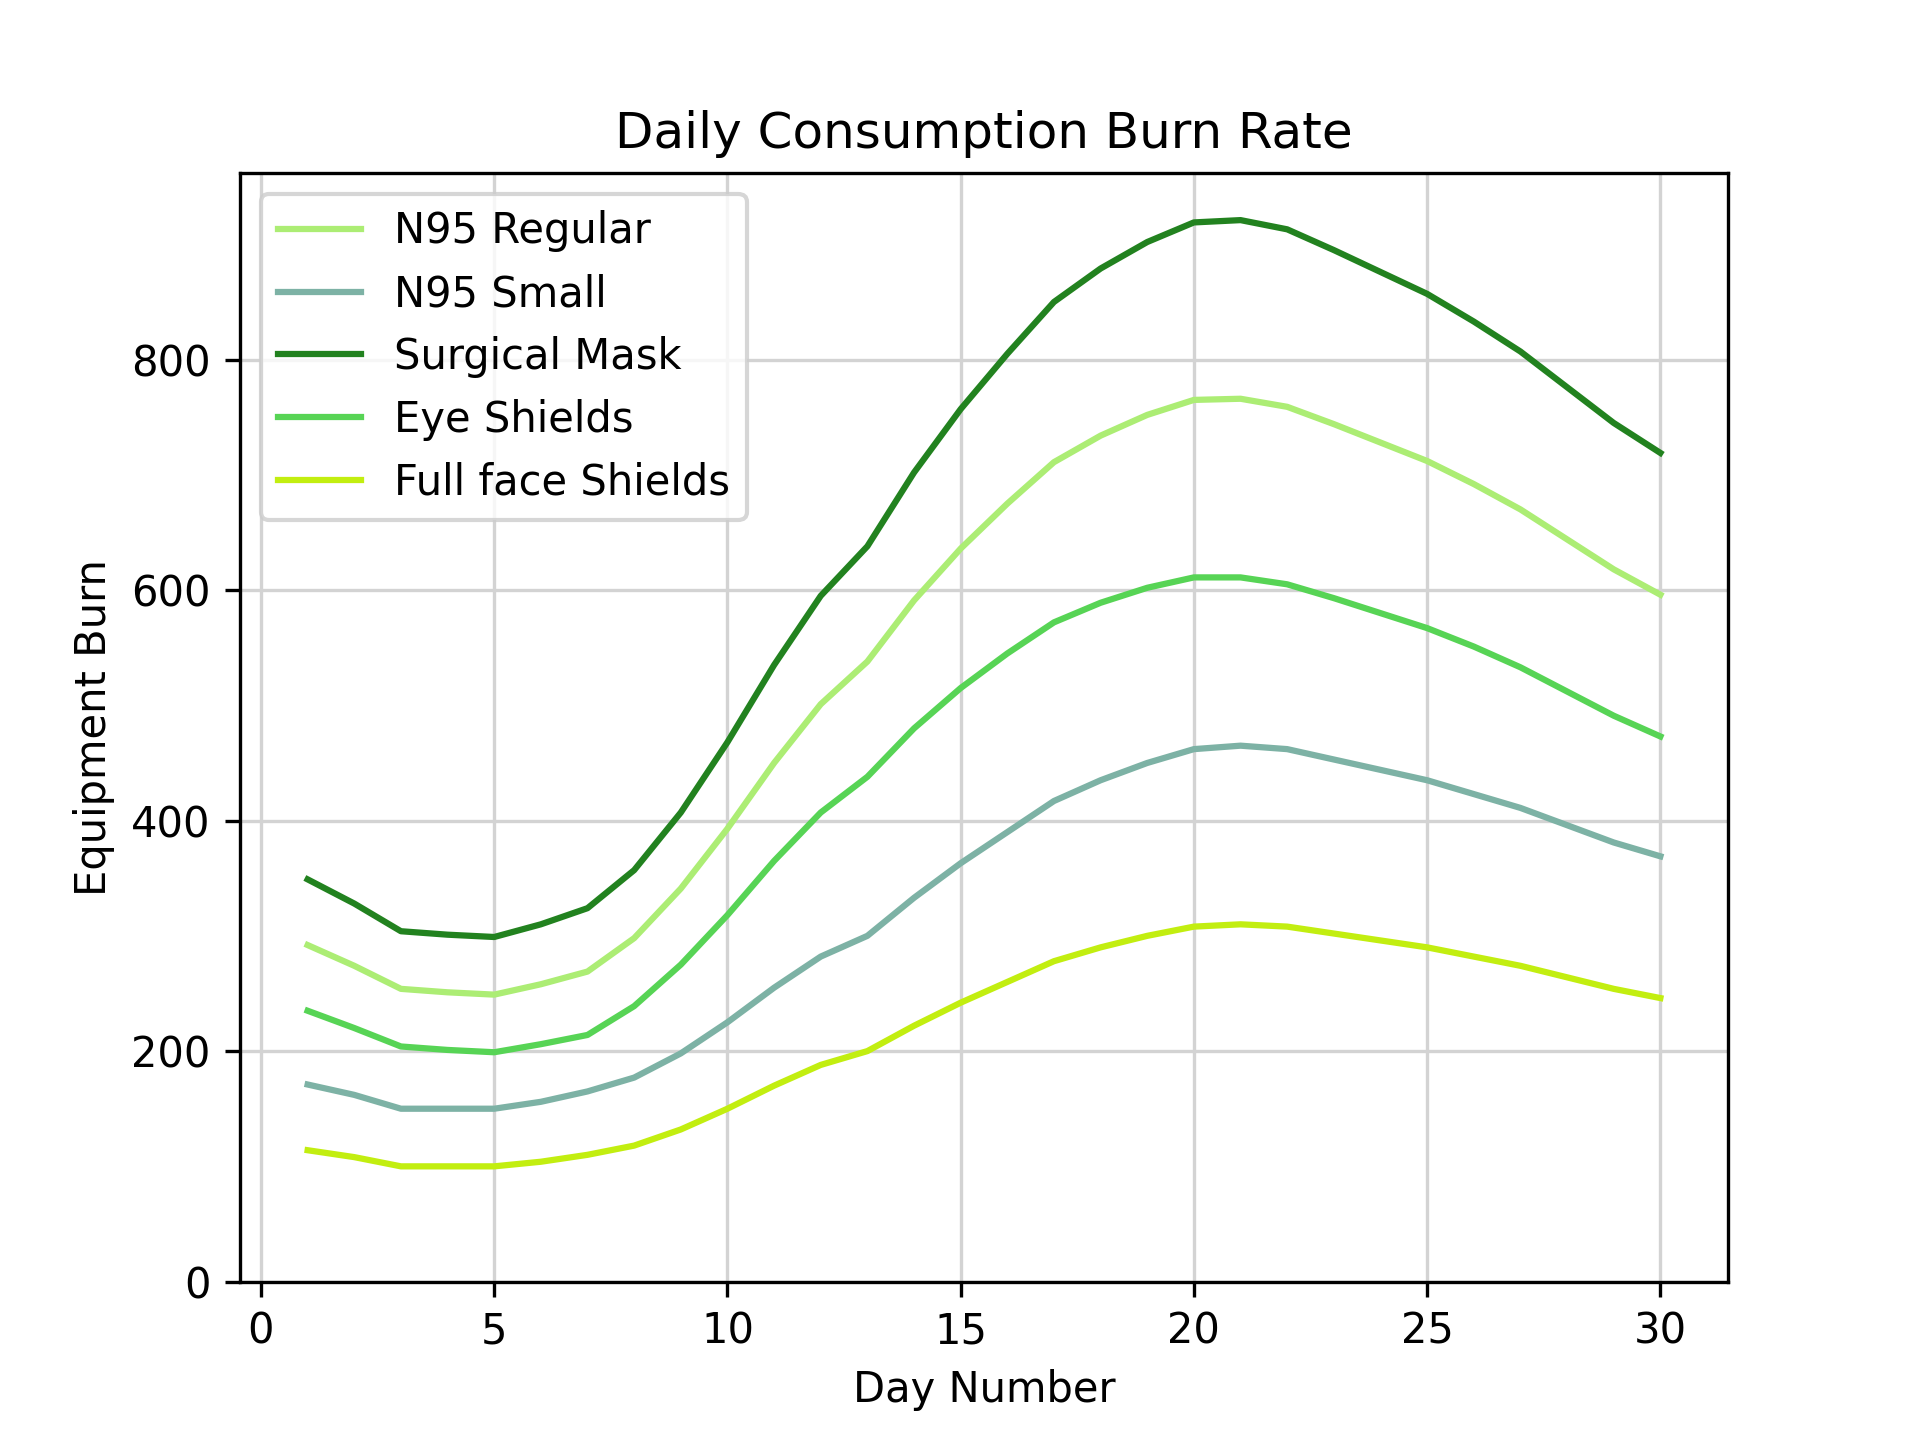 Daily Consumption Burn Rate
N95 Regular
N95 Small
Surgical Mask
Eye Shields
Full face Shields
Equipment Burn
800
600
400
200
0
0 5 10 15 20 25 30
Day Number